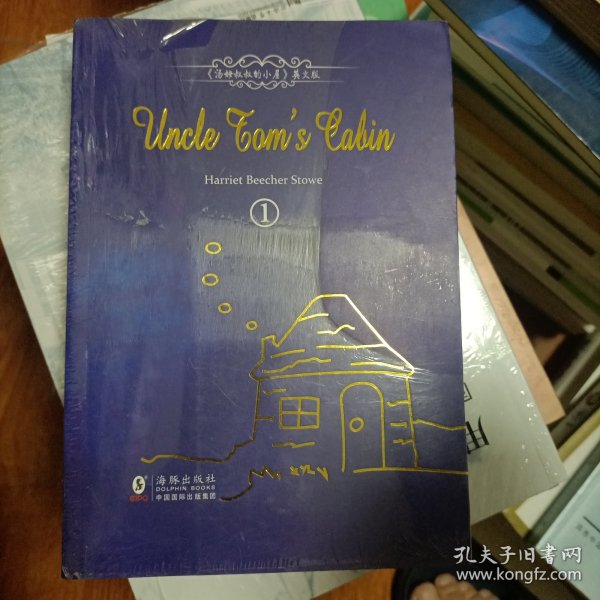 《汤姆叔叔的小屋》英文版
Uncle Tom's Cabin
Harriet Beecher Stowe
①
海豚出版社
DOLPHIN BOOKS
CIPG
中国国际出版集团
用
孔夫子旧书网
www.kongfz.com